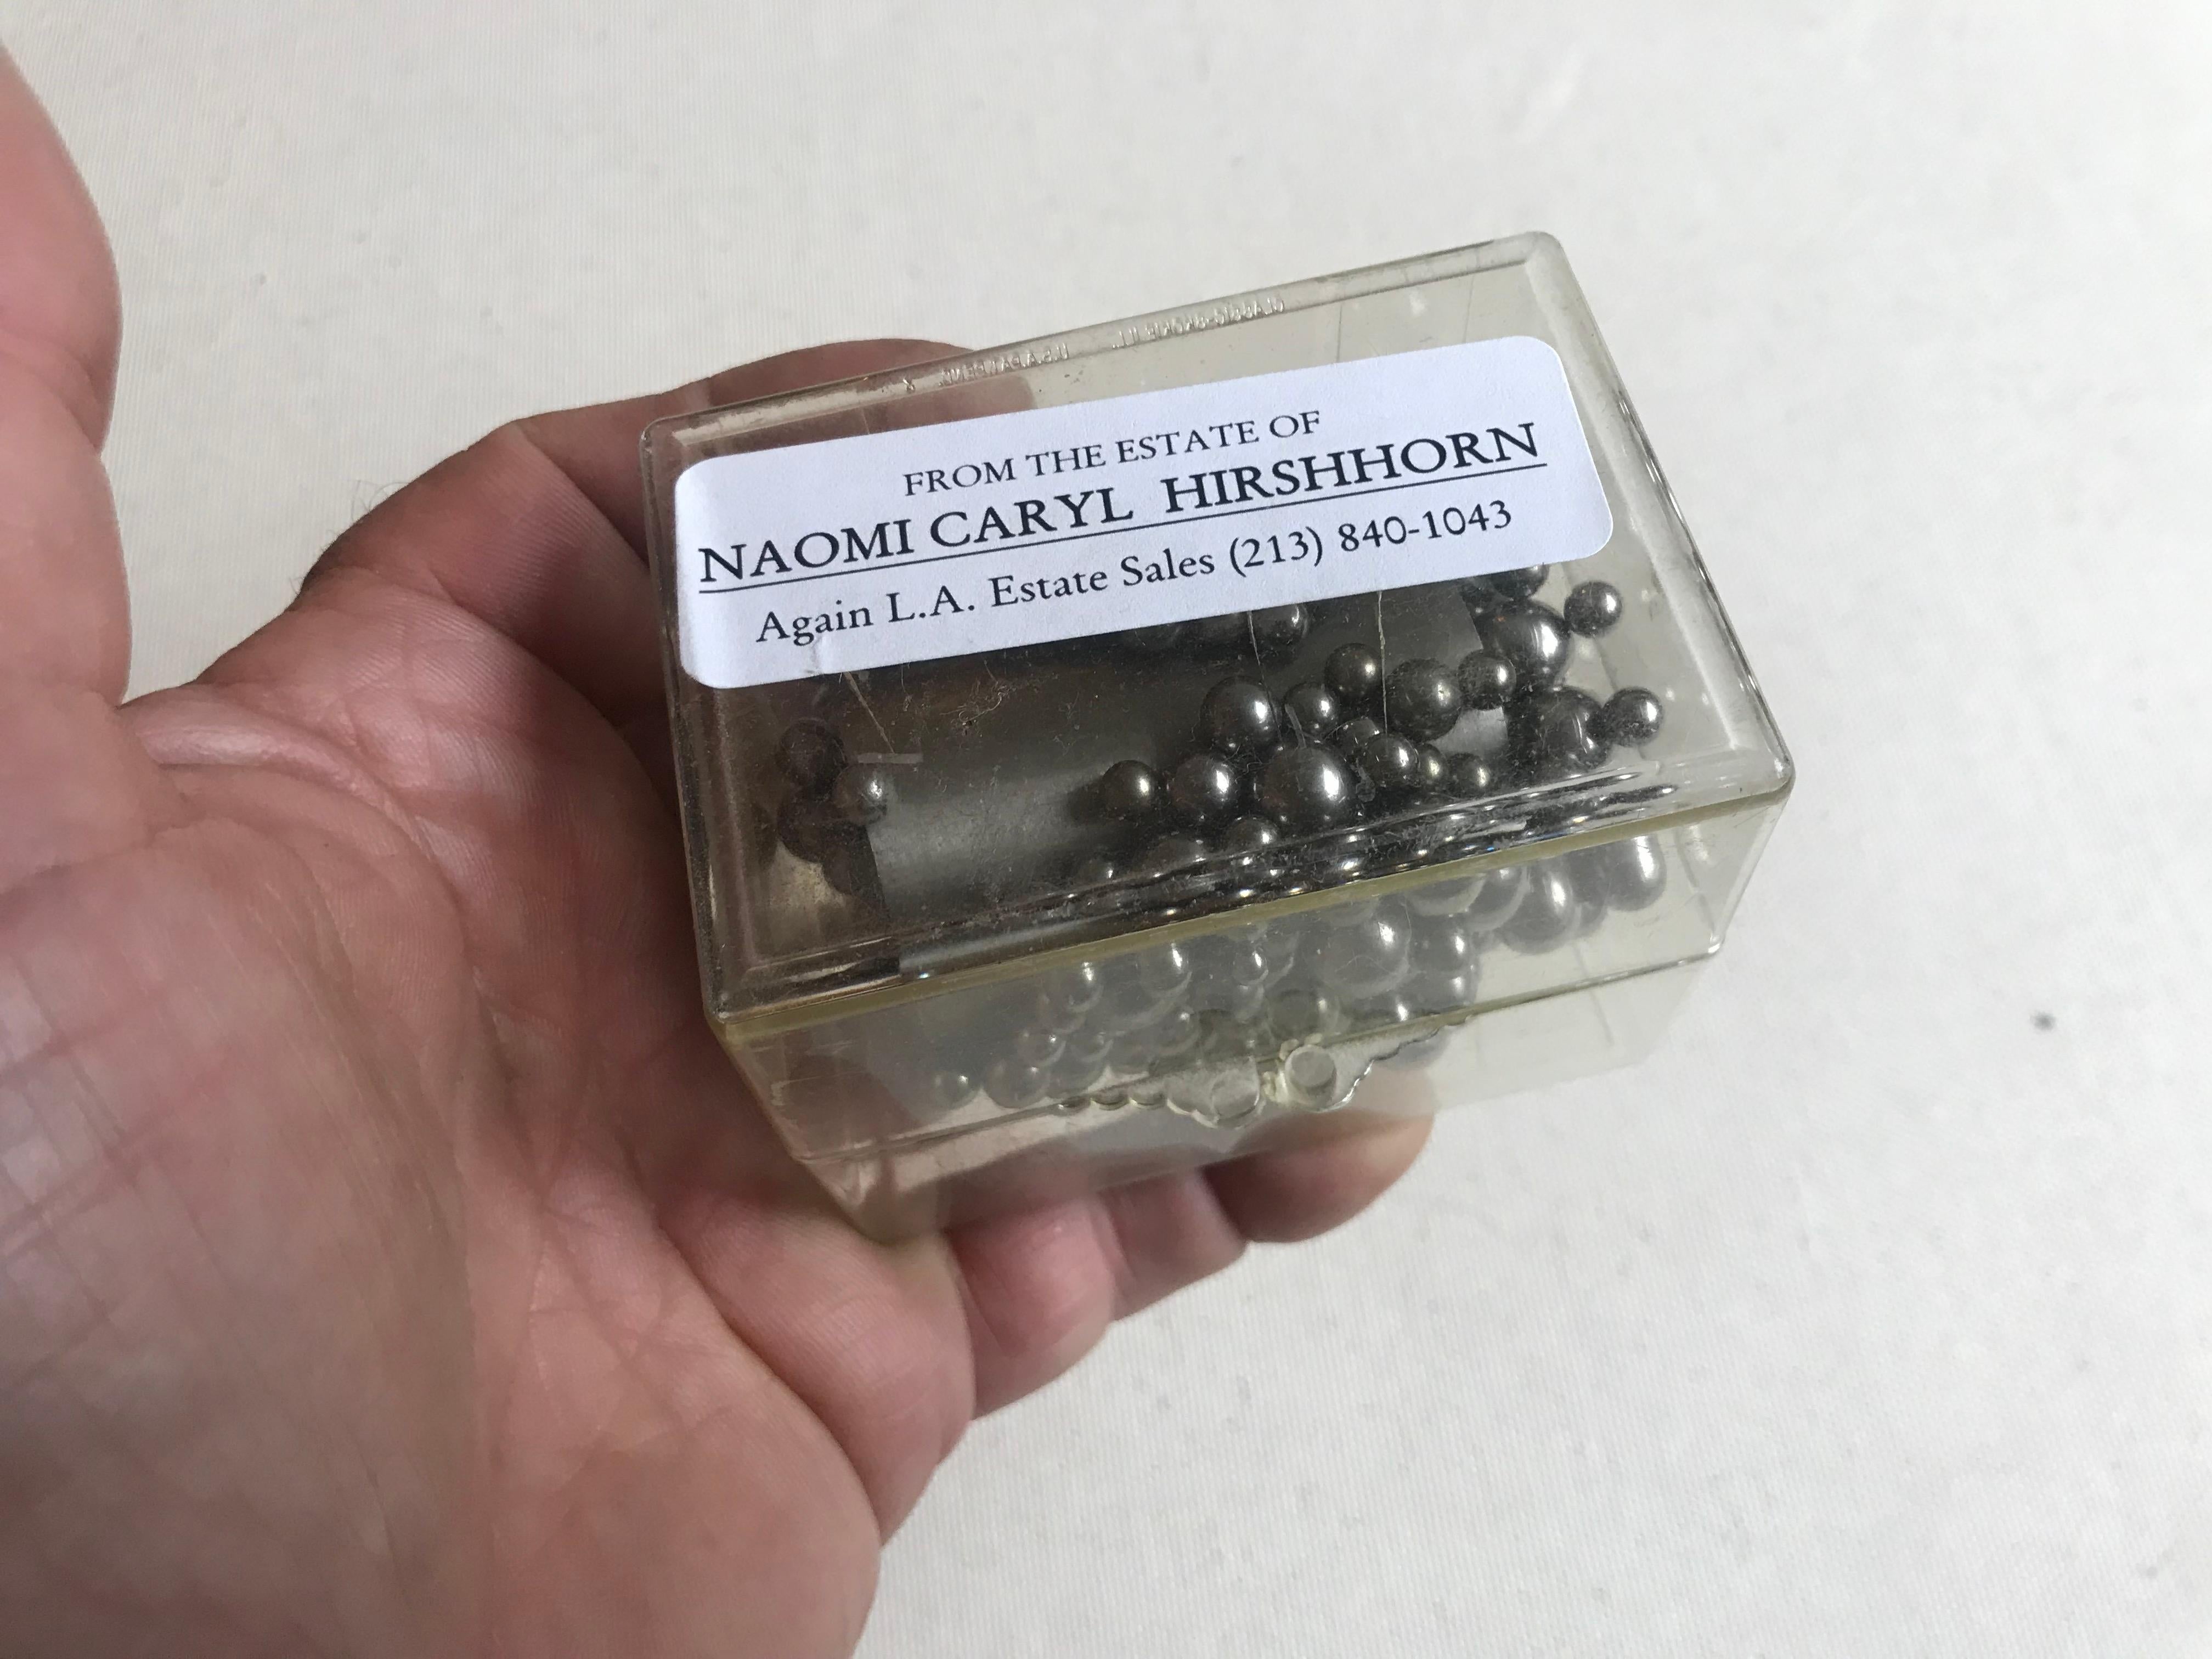 FROM THE ESTATE OF
NAOMI CARYL HIRSHHORN
Again L.A. Estate Sales (213) 840-1043